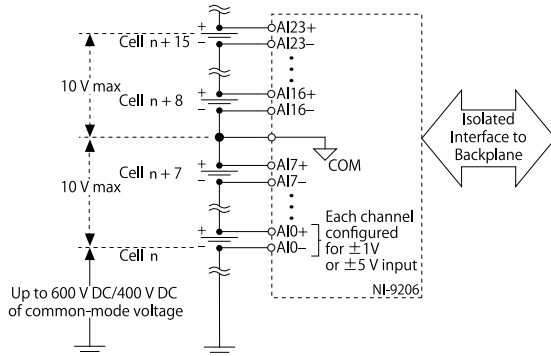 +
AI23+
Cell n + 15
−
AI23−
10 V max
+
AI16+
Cell n + 8
−
AI16−
COM
Isolated
Interface to
Backplane
+
AI7+
Cell n + 7
−
AI7−
10 V max
+
AI0+
−
AI0−
Cell n
Each channel
configured
for ±1V
or ±5 V input
NI-9206
Up to 600 V DC/400 V DC
of common-mode voltage